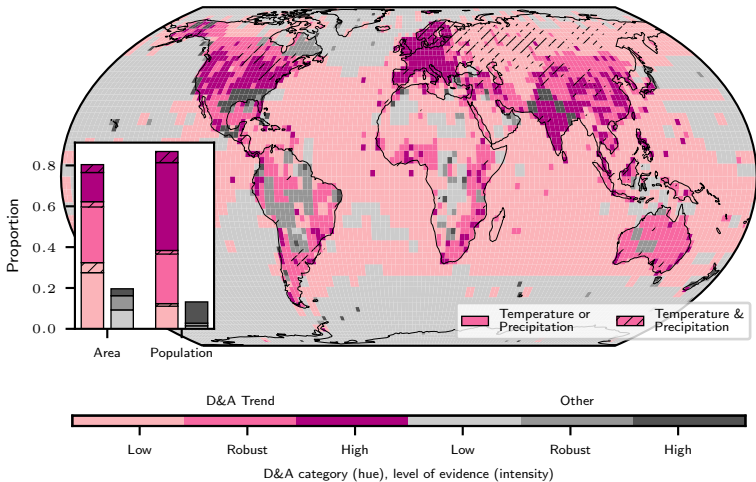 Proportion
0.8
0.6
0.4
0.2
0.0
Area
Population
Temperature or
Precipitation
Temperature &
Precipitation
D&A Trend
Other
Low
Robust
High
Low
Robust
High
D&A category (hue), level of evidence (intensity)